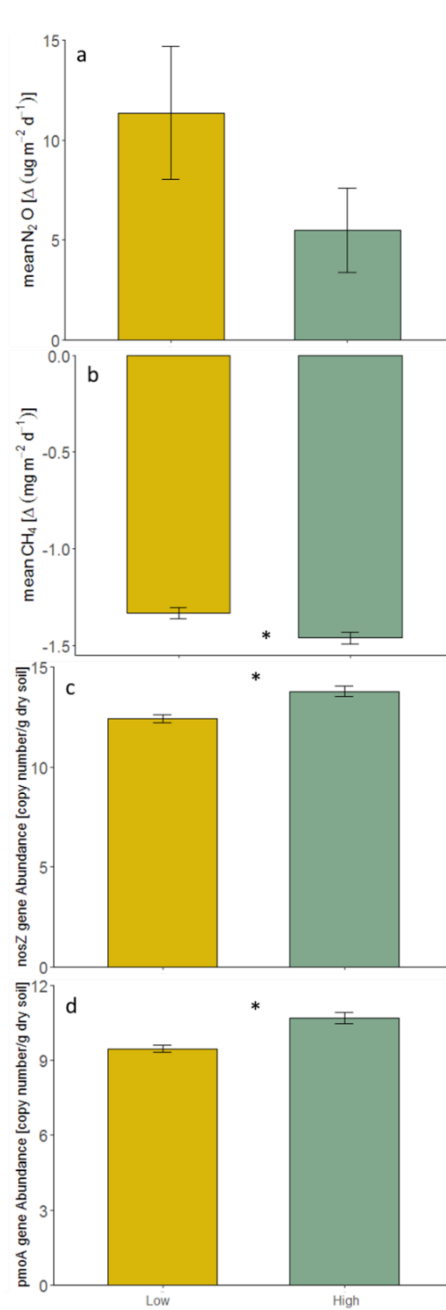 a
mean N₂ O [Δ (ug m⁻² d⁻¹)]
15
10
5
0
b
mean CH₄ [Δ (mg m⁻² d⁻¹)]
0.0
-0.5
-1.0
-1.5
*
c
nosZ gene Abundance [copy number/g dry soil]
15
10
5
0
*
d
pmoA gene Abundance [copy number/g dry soil]
12
9
6
3
0
*
Low High